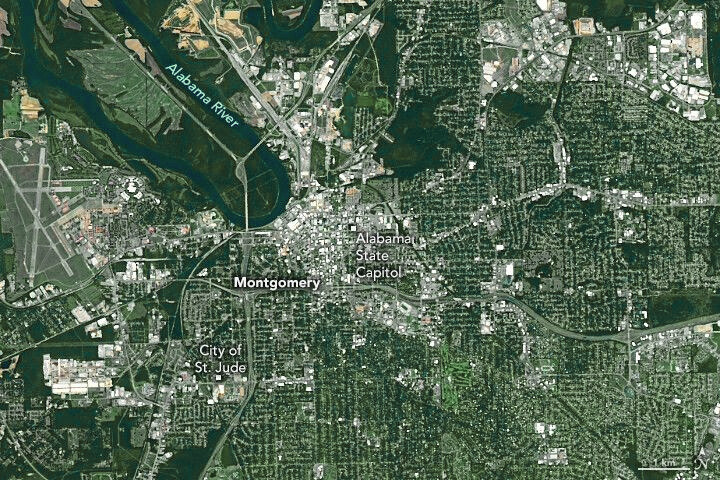 Alabama River
Alabama
State
Capitol
Montgomery
City of
St. Jude
1 km
N